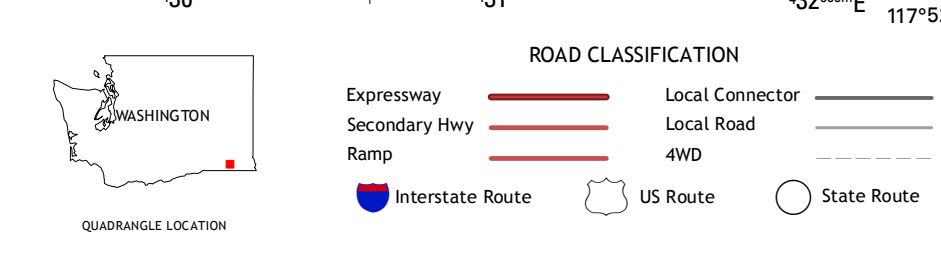 117°5
ROAD CLASSIFICATION
Expressway
Local Connector
Secondary Hwy
Local Road
Ramp
4WD
WASHINGTON
Interstate Route
US Route
State Route
QUADRANGLE LOCATION